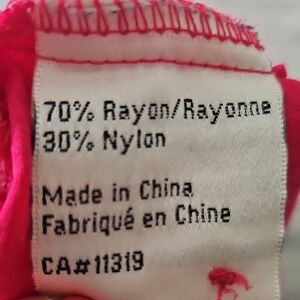 70% Rayon/Rayonne
30% Nylon
Made in China
Fabriqué en Chine
CA#11319